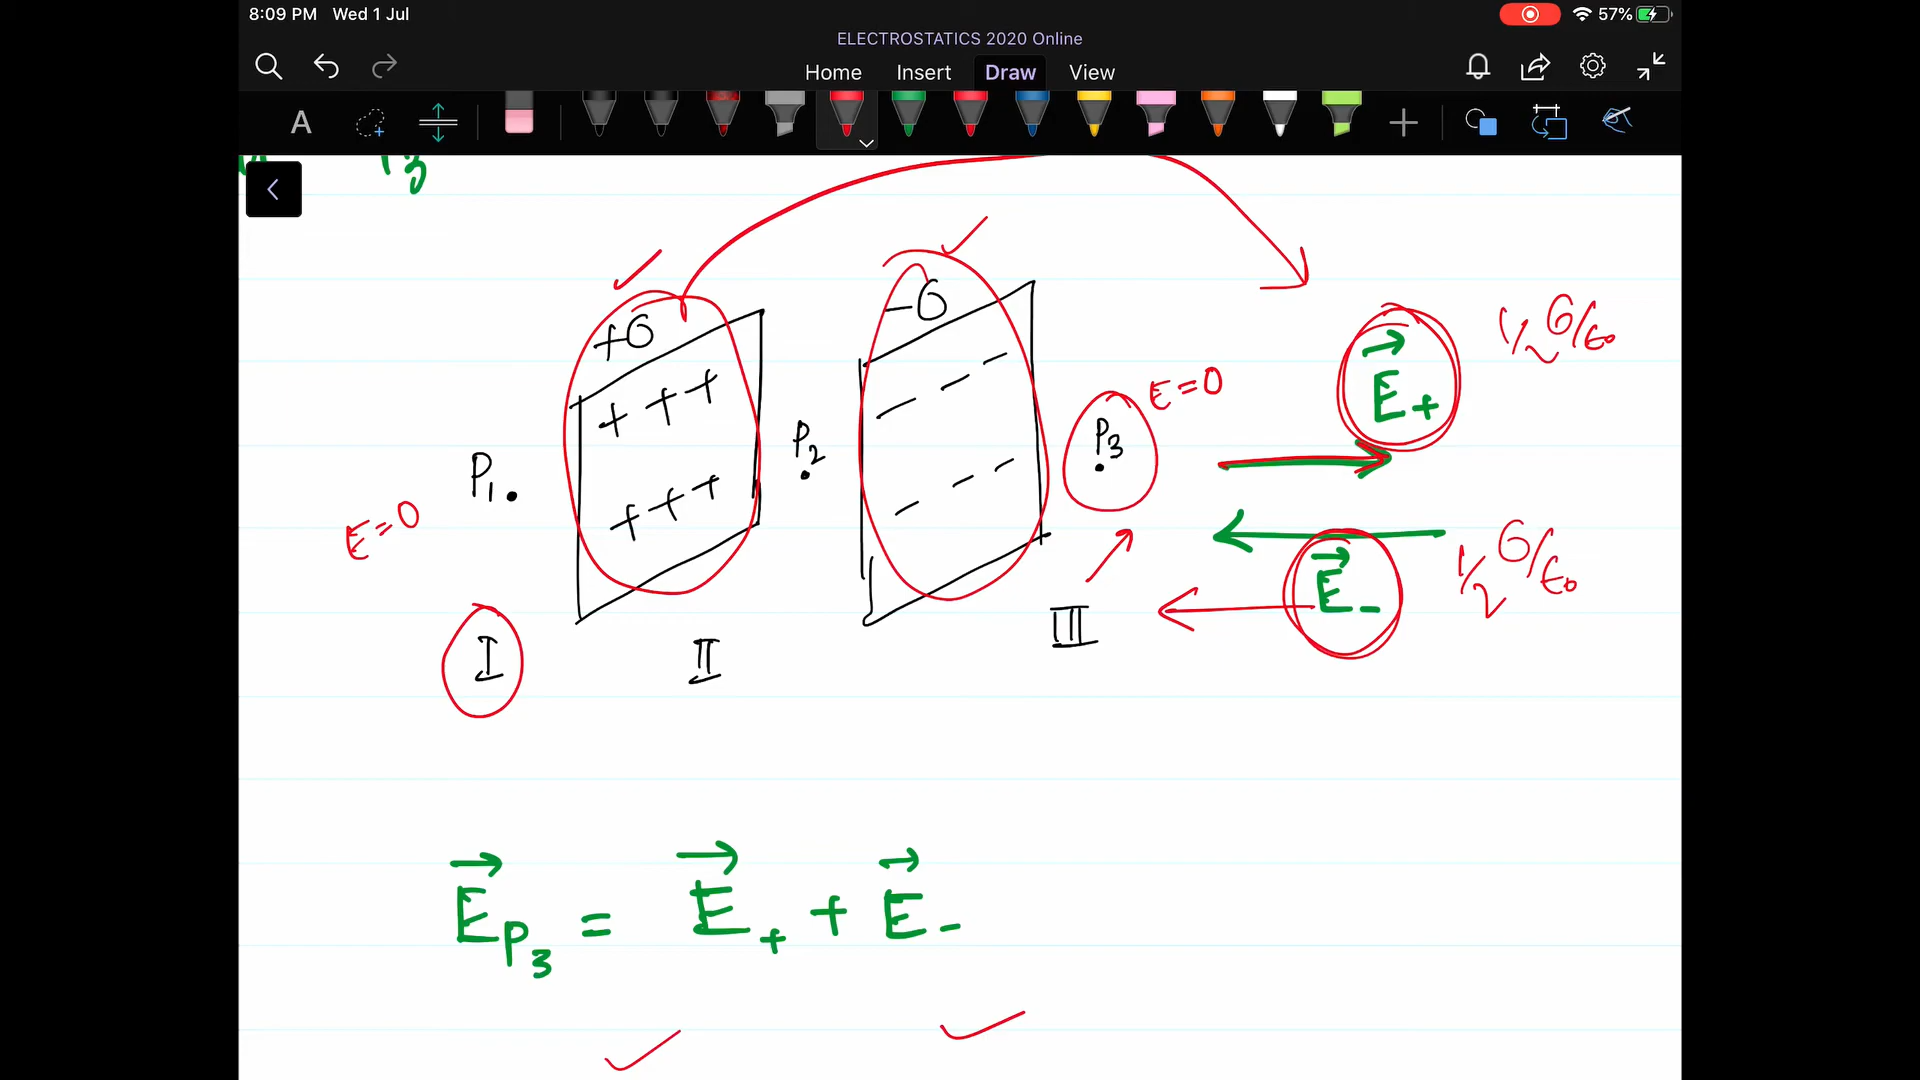 8:09 PM Wed 1 Jul
57%
ELECTROSTATICS 2020 Online
Home Insert Draw View
A
P3
+σ
-σ
+ + +
- - -
+ + +
- - -
P1
P2
P3
E=0
E=0
E+
1/2 σ/ε0
E-
1/2 σ/ε0
I
II
III
EP3 = E+ + E-